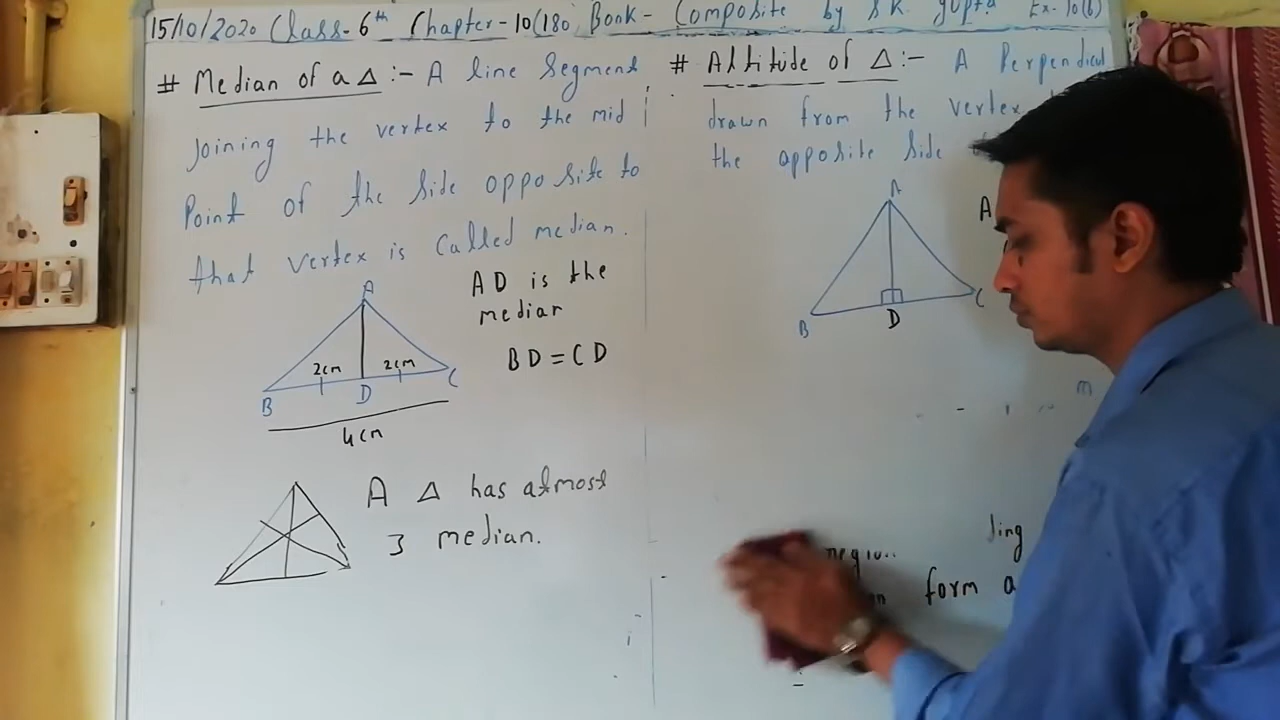 15/10/2020 Class-6th Chapter-10(180 Book- Composite by S.K. Gupta Ex-10(b)
# Median of a Δ:- A line Segment
joining the vertex to the mid
Point of the side opposite to
that vertex is called median.
A
2cm 2cm
B D C
4cm
AD is the
median
BD = CD
A Δ has atmost
3 median.
# Altitude of Δ:- A Perpendicul
drawn from the vertex
the opposite side
A
B D C
A
ding
form a